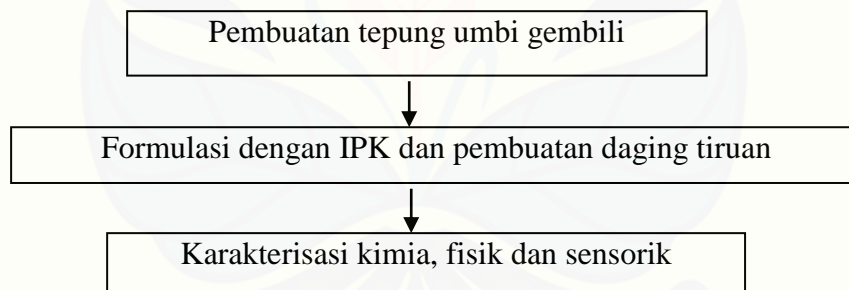 Pembuatan tepung umbi gembili
Formulasi dengan IPK dan pembuatan daging tiruan
Karakterisasi kimia, fisik dan sensorik